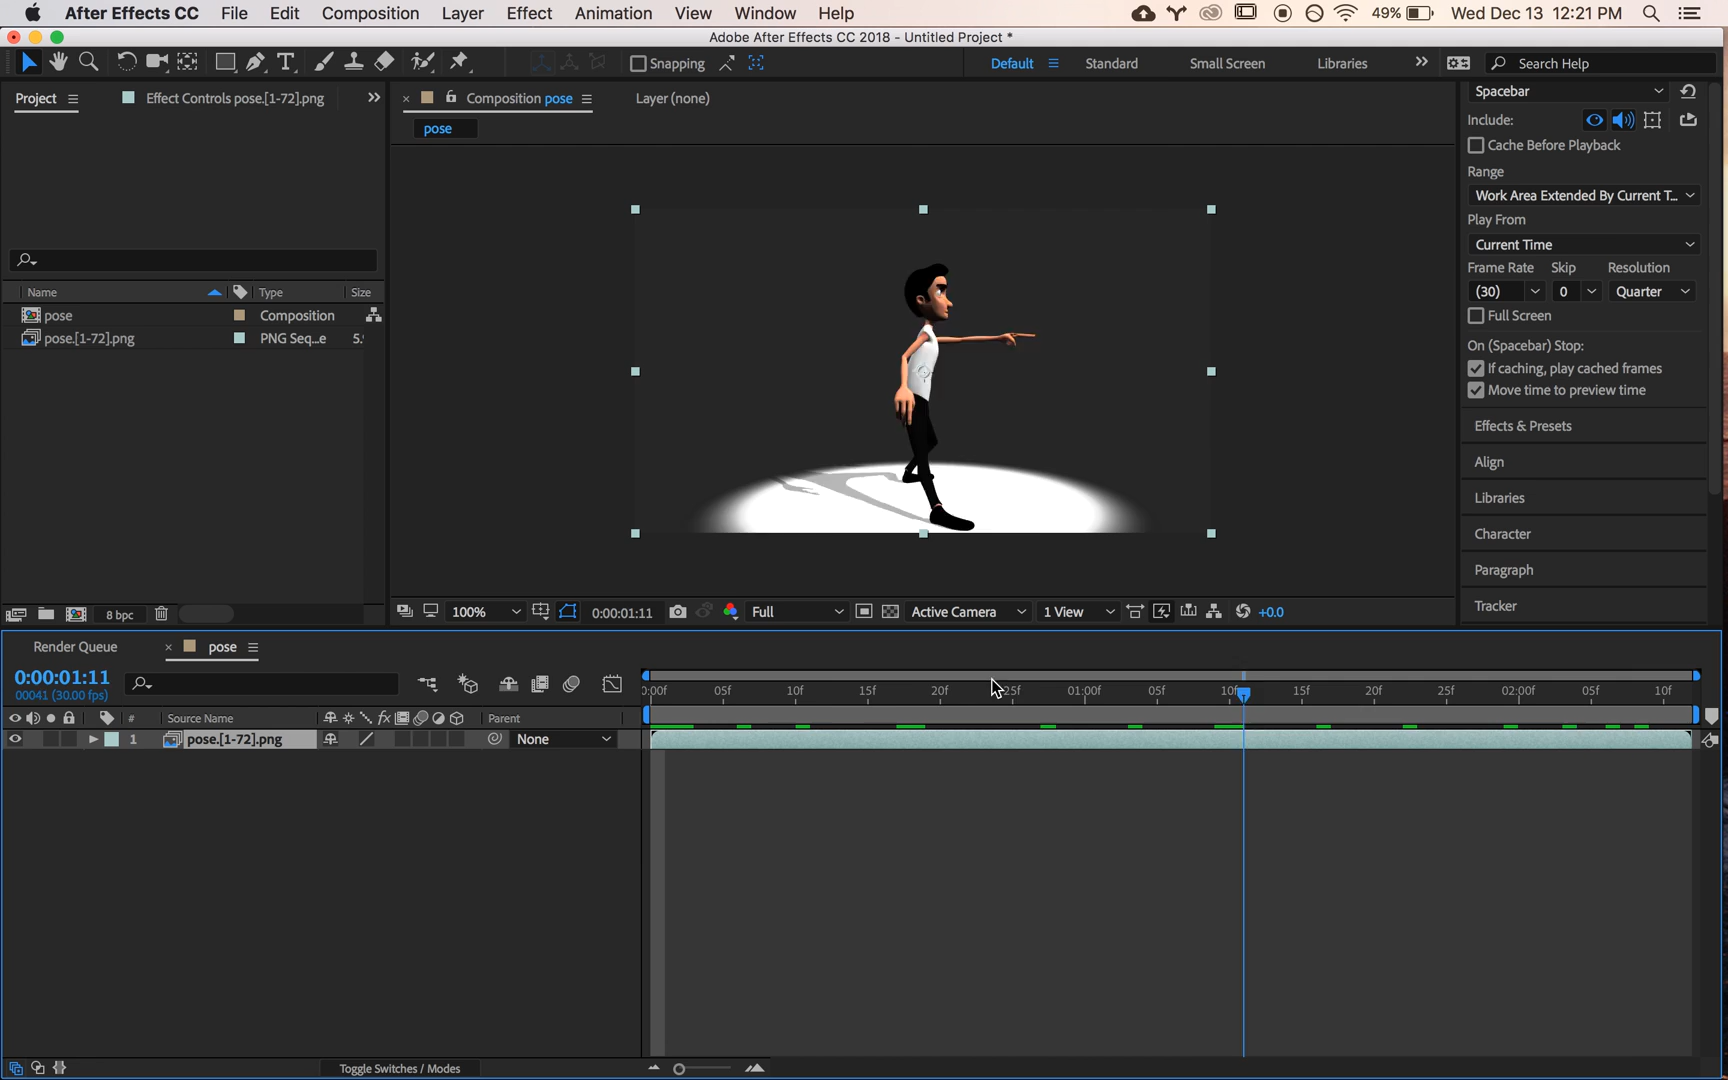 After Effects CC File Edit Composition Layer Effect Animation View Window Help 49% Wed Dec 13 12:21 PM
Adobe After Effects CC 2018 - Untitled Project *
Snapping Default Standard Small Screen Libraries Search Help
Project Effect Controls pose.[1-72].png Composition pose Layer (none)
pose
Name Type Size
pose Composition
pose.[1-72].png PNG Seq...e 5.
8 bpc
100% 0:00:01:11 Full Active Camera 1 View +0.0
Spacebar
Include:
Cache Before Playback
Range
Work Area Extended By Current T...
Play From
Current Time
Frame Rate Skip Resolution
(30) 0 Quarter
Full Screen
On (Spacebar) Stop:
If caching, play cached frames
Move time to preview time
Effects & Presets
Align
Libraries
Character
Paragraph
Tracker
Render Queue pose
0:00:01:11
00041 (30.00 fps)
0:00f 05f 10f 15f 20f 25f 01:00f 05f 10f 15f 20f 25f 02:00f 05f 10f
# Source Name fx Parent
1 pose.[1-72].png None
Toggle Switches / Modes